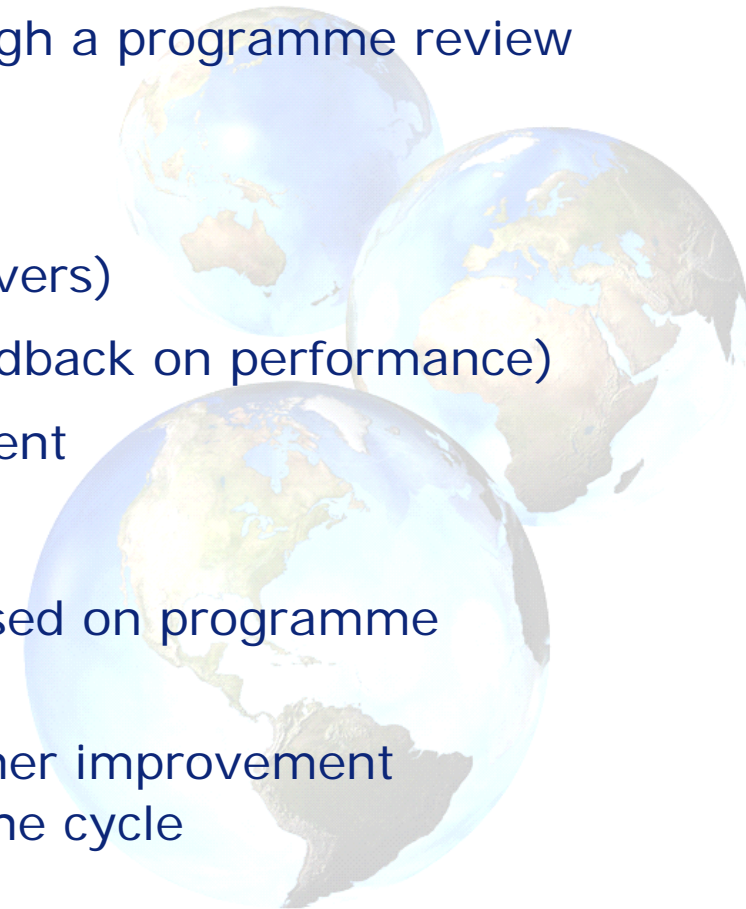 gh a programme review
vers)
dback on performance)
ent
sed on programme
her improvement
he cycle